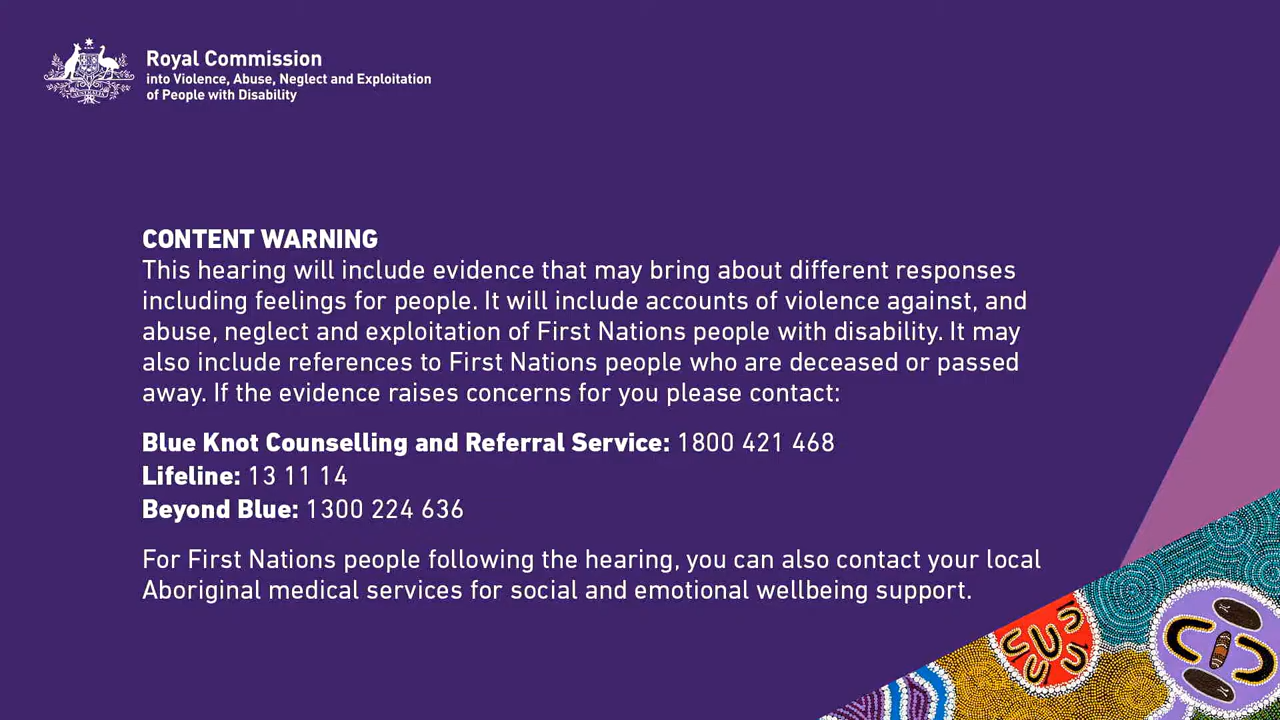 Royal Commission
into Violence, Abuse, Neglect and Exploitation
of People with Disability
CONTENT WARNING
This hearing will include evidence that may bring about different responses
including feelings for people. It will include accounts of violence against, and
abuse, neglect and exploitation of First Nations people with disability. It may
also include references to First Nations people who are deceased or passed
away. If the evidence raises concerns for you please contact:
Blue Knot Counselling and Referral Service: 1800 421 468
Lifeline: 13 11 14
Beyond Blue: 1300 224 636
For First Nations people following the hearing, you can also contact your local
Aboriginal medical services for social and emotional wellbeing support.